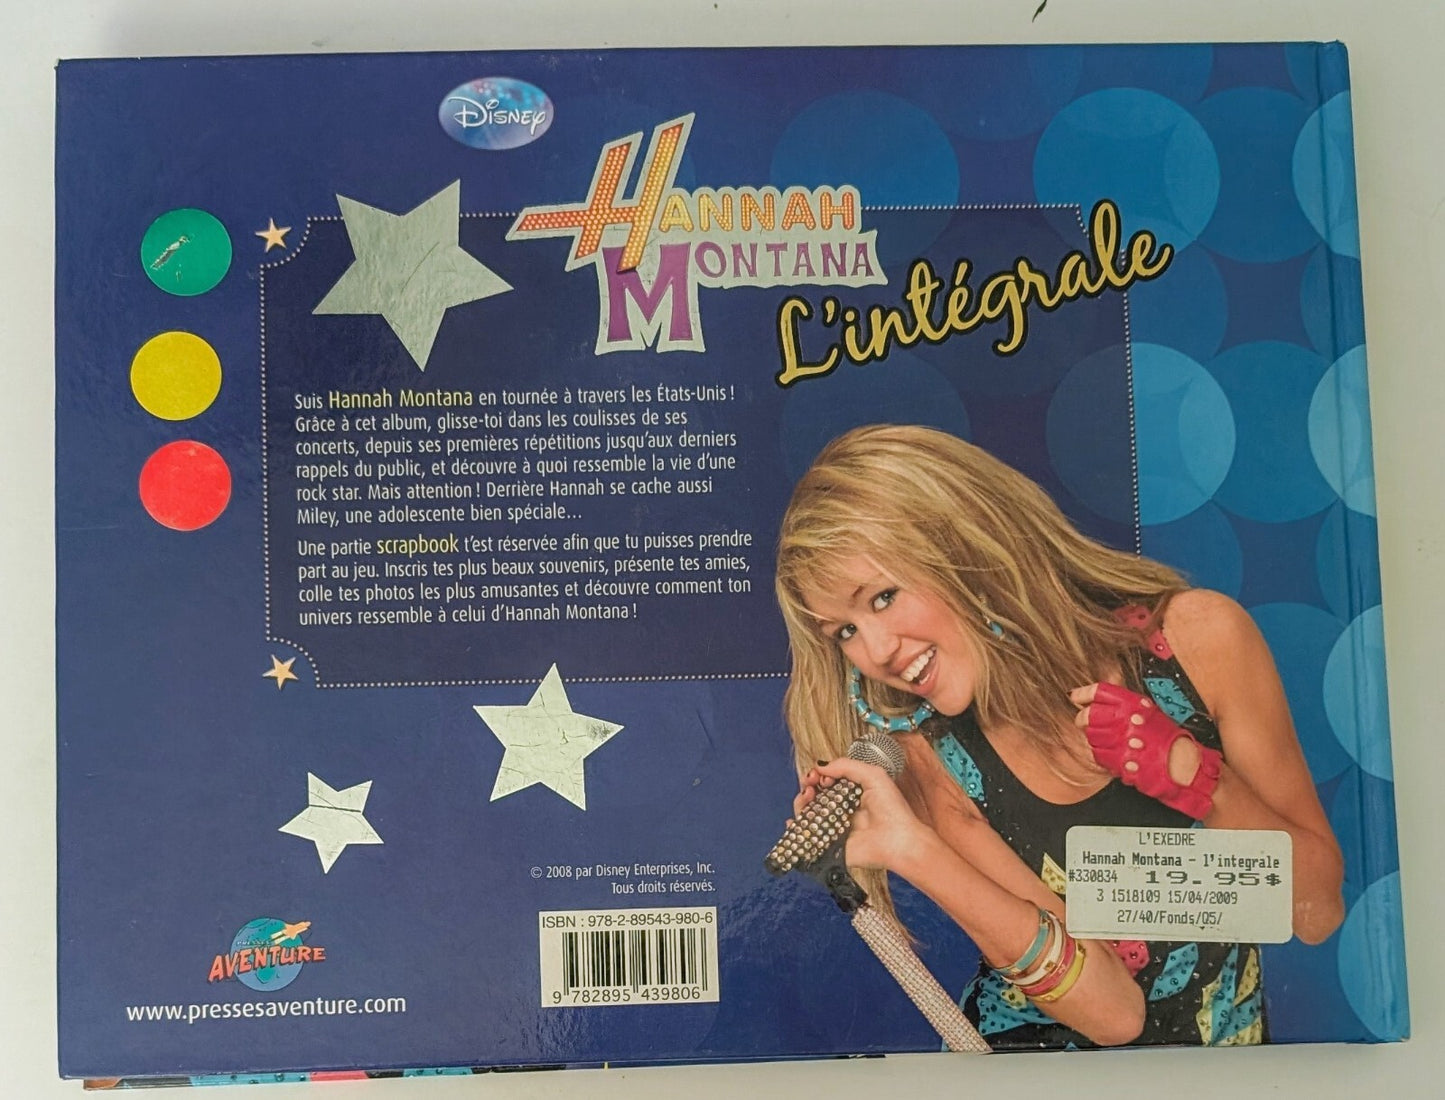 Disney
HANNAH
MONTANA
L'intégrale
Suis Hannah Montana en tournée à travers les États-Unis !
Grâce à cet album, glisse-toi dans les coulisses de ses
concerts, depuis ses premières répétitions jusqu'aux derniers
rappels du public, et découvre à quoi ressemble la vie d'une
rock star. Mais attention ! Derrière Hannah se cache aussi
Miley, une adolescente bien spéciale...
Une partie scrapbook t'est réservée afin que tu puisses prendre
part au jeu. Inscris tes plus beaux souvenirs, présente tes amies,
colle tes photos les plus amusantes et découvre comment ton
univers ressemble à celui d'Hannah Montana !
© 2008 par Disney Enterprises, Inc.
Tous droits réservés.
ISBN : 978-2-89543-980-6
9 782895 439806
PRESSES
AVENTURE
www.pressesaventure.com
L'EXEDRE
Hannah Montana - l'integrale
#330834 19.95$
3 1518109 15/04/2009
27/40/Fonds/Q5/